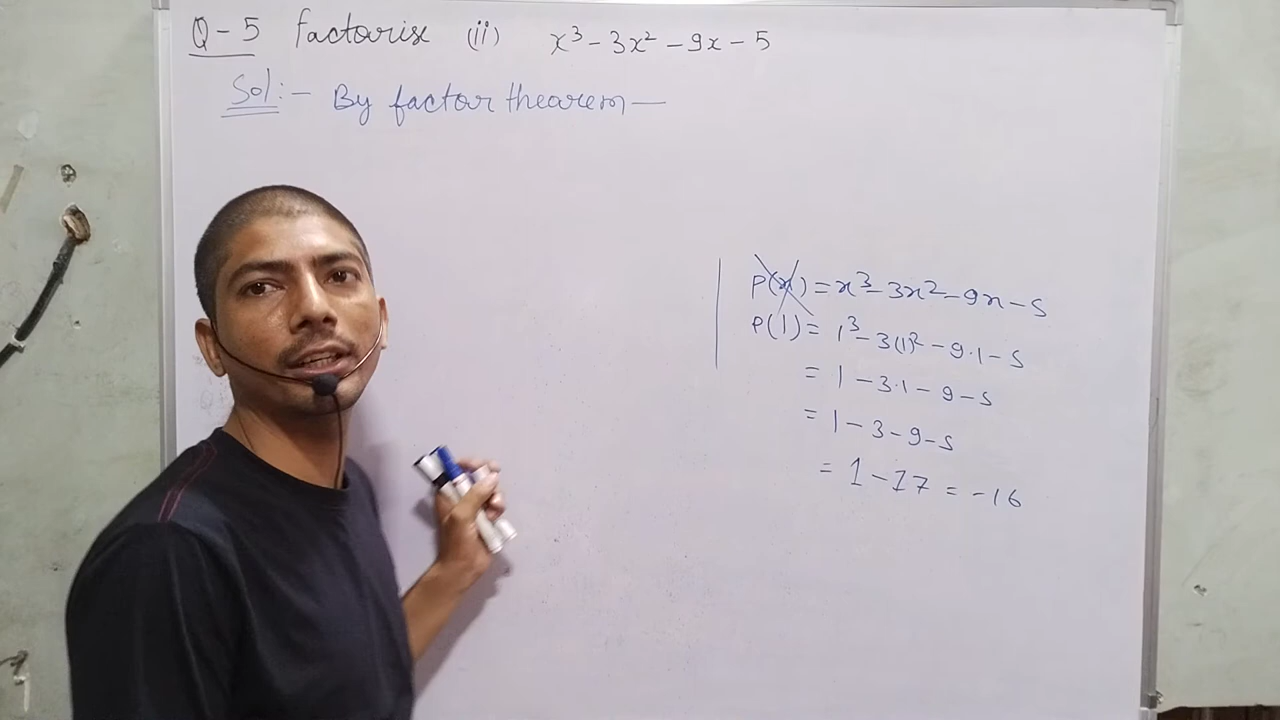 Q-5 Factorise (ii) x³ - 3x² - 9x - 5
Sol:- By factor thearem —
P(x) = x³ - 3x² - 9x - 5
P(1) = 1³ - 3(1)² - 9·1 - 5
= 1 - 3·1 - 9 - 5
= 1 - 3 - 9 - 5
= 1 - 17 = -16